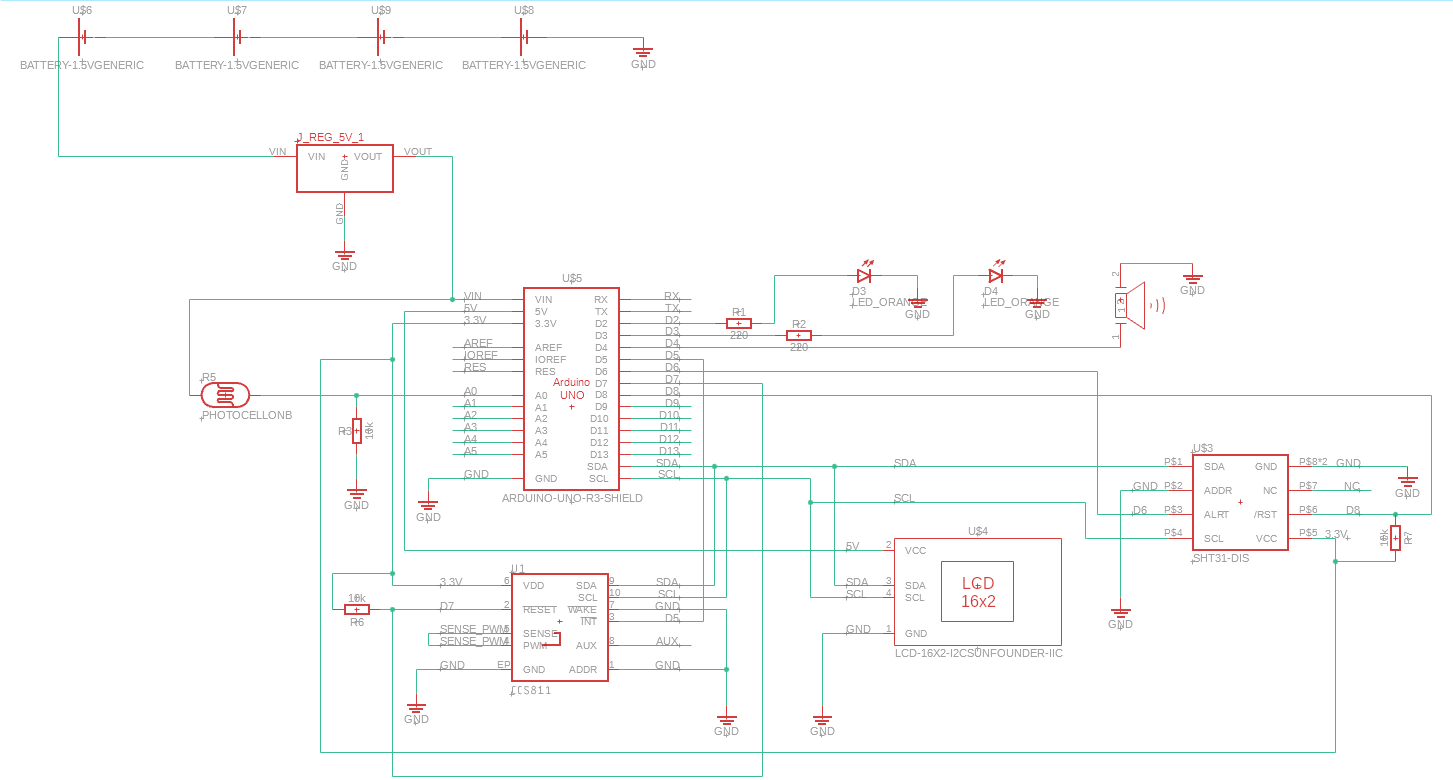 U$6
U$7
U$9
U$8
BATTERY-1.5VGENERIC
BATTERY-1.5VGENERIC
BATTERY-1.5VGENERIC
BATTERY-1.5VGENERIC
GND
J_REG_5V_1
VIN
VIN
VOUT
VOUT
GND
GND
GND
U$5
VIN
5V
3.3V
AREF
IOREF
RES
A0
A1
A2
A3
A4
A5
GND
VIN
5V
3.3V
AREF
IOREF
RES
A0
A1
A2
A3
A4
A5
GND
Arduino
UNO
RX
TX
D2
D3
D4
D5
D6
D7
D8
D9
D10
D11
D12
D13
SDA
SCL
RX
TX
D2
D3
D4
D5
D6
D7
D8
D9
D10
D11
D12
D13
SDA
SCL
ARDUINO-UNO-R3-SHIELD
GND
R1
220
R2
220
D3
LED_ORANGE
GND
D4
LED_ORANGE
GND
2
1
GND
R5
PHOTOCELLONB
R3
10k
GND
SDA
SCL
U$3
P$1
GND
P$2
D6
P$3
P$4
SDA
ADDR
ALRT
SCL
GND
NC
/RST
VCC
P$8*2
GND
P$7
NC
P$6
D8
P$5
3.3V
SHT31-DIS
GND
10k
R7
GND
U$4
5V
2
SDA
3
SCL
4
GND
1
VCC
SDA
SCL
GND
LCD
16x2
LCD-16X2-I2CSUNFOUNDER-IIC
GND
U1
3.3V
6
D7
2
SENSE_PWM
5
SENSE_PWM
4
GND
EP
VDD
RESET
SENSE
PWM
GND
SDA
SCL
WAKE
INT
AUX
ADDR
9
SDA
10
SCL
7
GND
3
D5
8
AUX
1
GND
CCS811
10k
R6
GND
GND